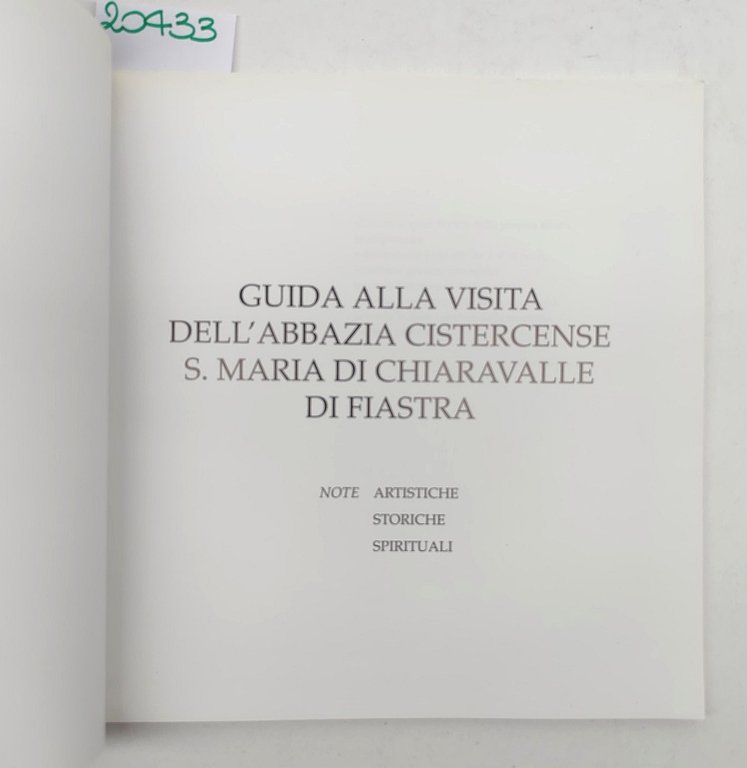 20433
GUIDA ALLA VISITA
DELL'ABBAZIA CISTERCENSE
S. MARIA DI CHIARAVALLE
DI FIASTRA
NOTE ARTISTICHE
STORICHE
SPIRITUALI